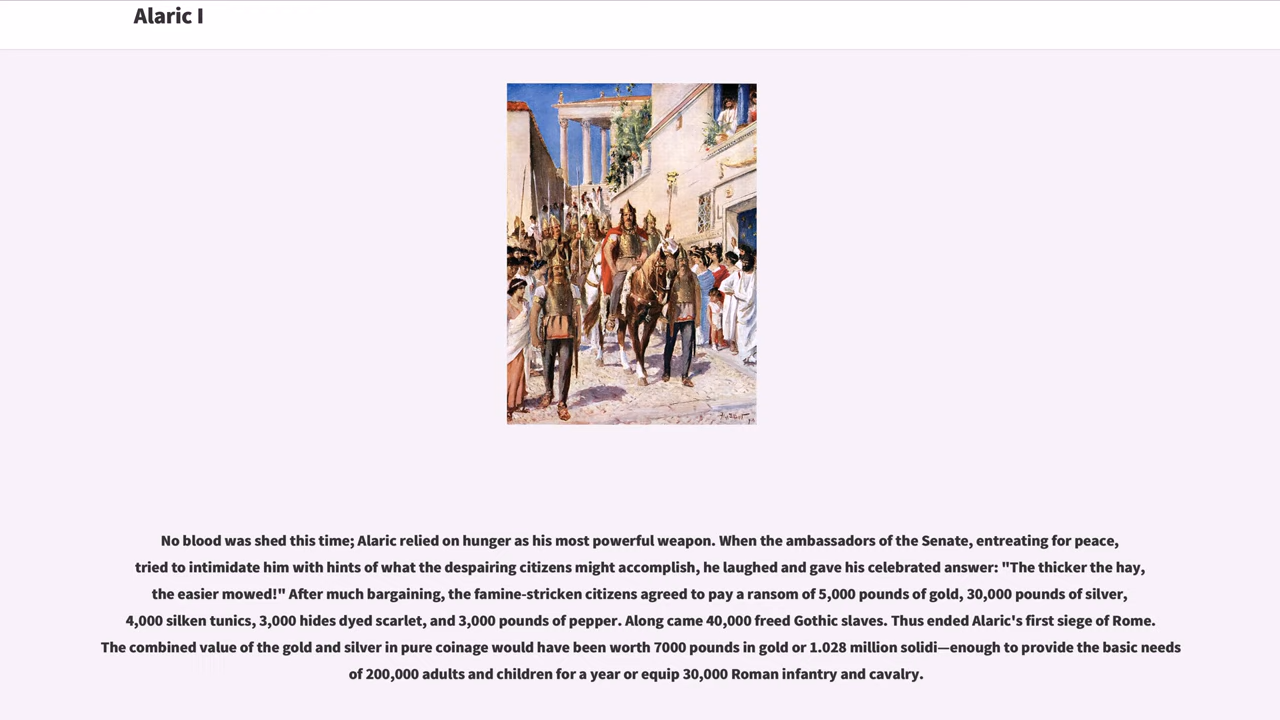 Alaric I
No blood was shed this time; Alaric relied on hunger as his most powerful weapon. When the ambassadors of the Senate, entreating for peace,
tried to intimidate him with hints of what the despairing citizens might accomplish, he laughed and gave his celebrated answer: "The thicker the hay,
the easier mowed!" After much bargaining, the famine-stricken citizens agreed to pay a ransom of 5,000 pounds of gold, 30,000 pounds of silver,
4,000 silken tunics, 3,000 hides dyed scarlet, and 3,000 pounds of pepper. Along came 40,000 freed Gothic slaves. Thus ended Alaric's first siege of Rome.
The combined value of the gold and silver in pure coinage would have been worth 7000 pounds in gold or 1.028 million solidi—enough to provide the basic needs
of 200,000 adults and children for a year or equip 30,000 Roman infantry and cavalry.